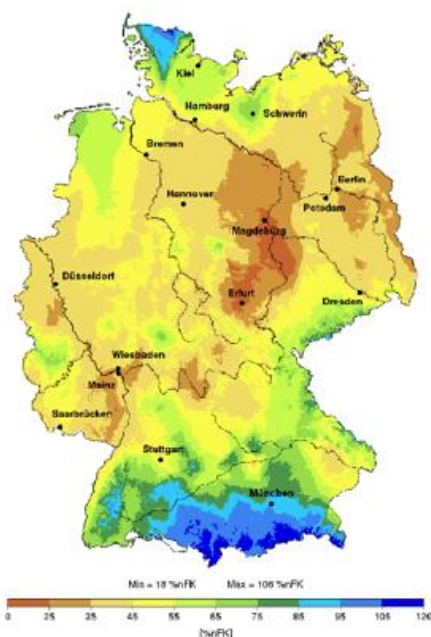 Kiel
Hamburg
Schwerin
Bremen
Berlin
Hannover
Potsdam
Magdeburg
Düsseldorf
Erfurt
Dresden
Wiesbaden
Mainz
Saarbrücken
Stuttgart
München
Min = 18 %nFK Max = 106 %nFK
0 25 35 45 55 65 75 85 95 105 126
[%nFK]